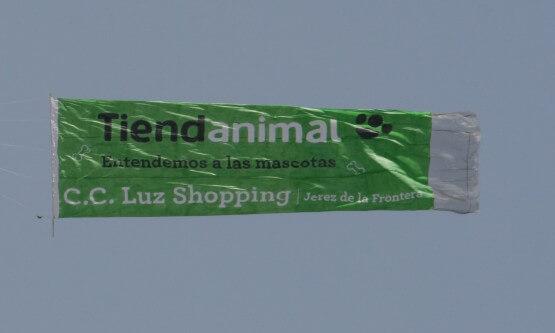 Tiendanimal
Entendemos a las mascotas
C.C. Luz Shopping | Jerez de la Frontera